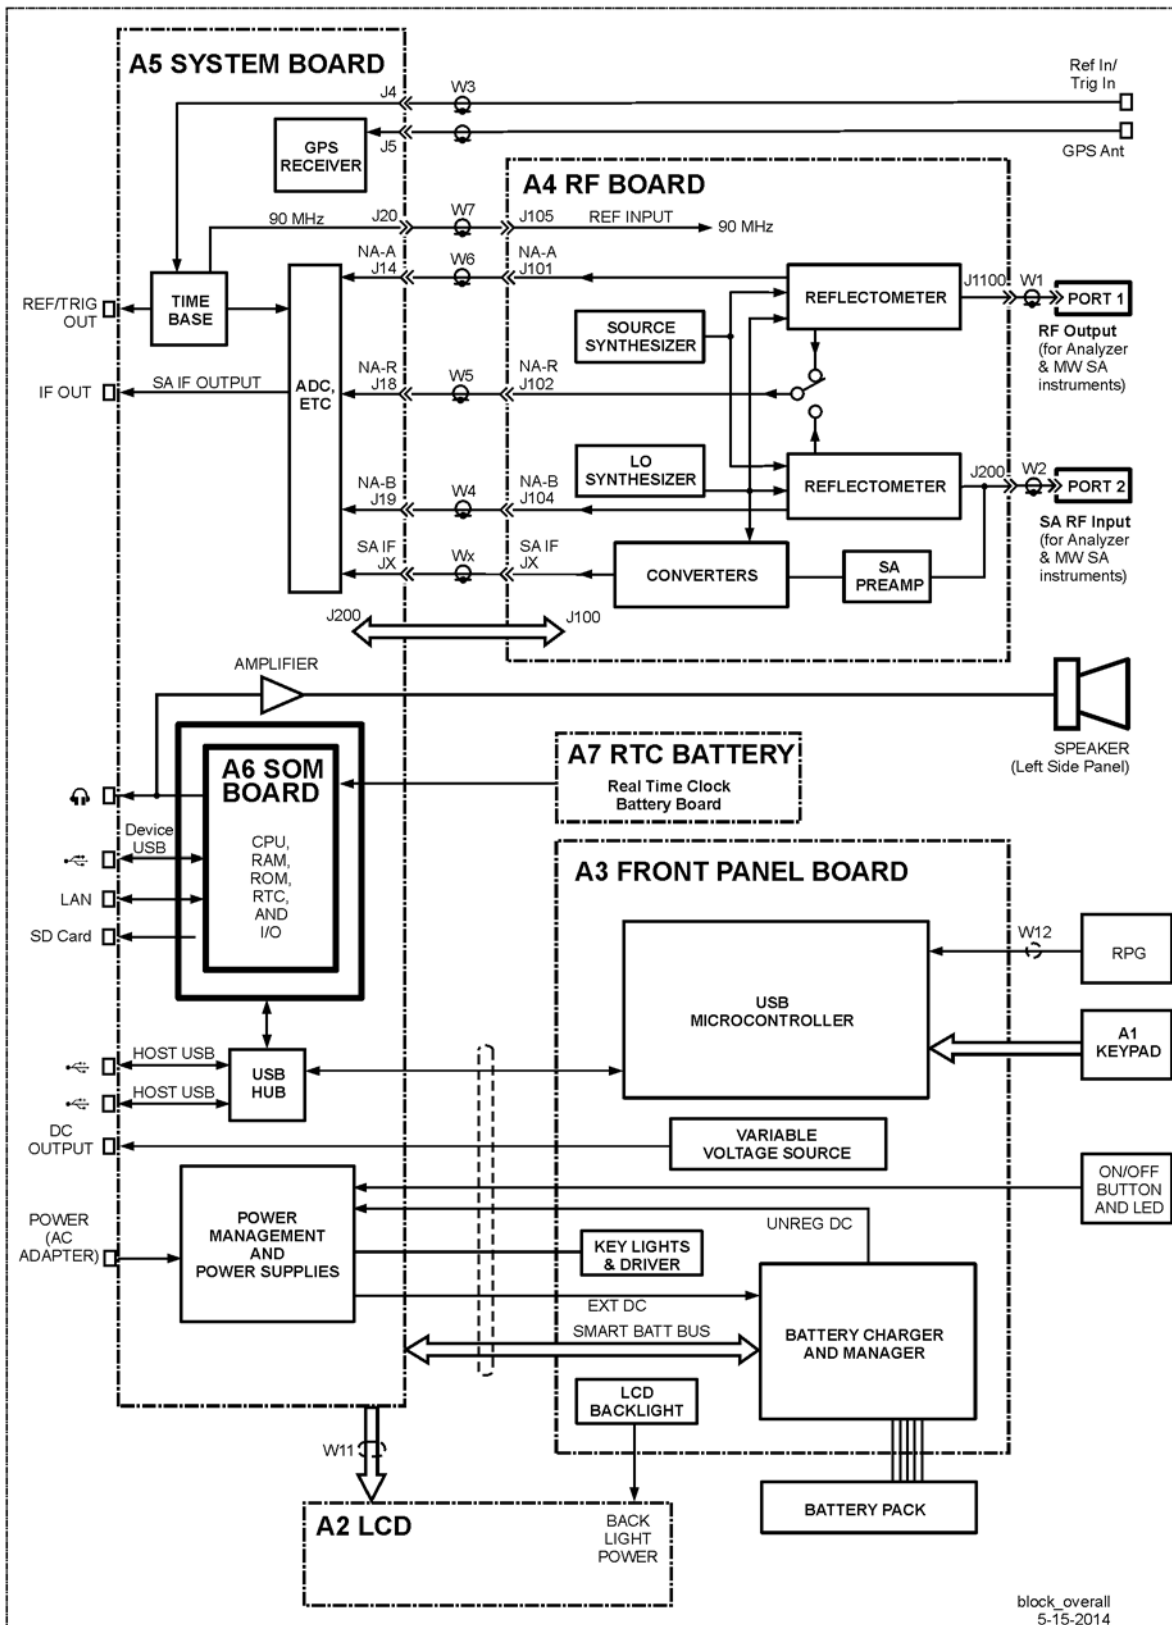 A5 SYSTEM BOARD
J4
W3
Ref In/
Trig In
GPS
RECEIVER
J5
GPS Ant
A4 RF BOARD
90 MHz
J20
W7
J105
REF INPUT
90 MHz
NA-A
J14
W6
NA-A
J101
REF/TRIG
OUT
TIME
BASE
REFLECTOMETER
J1100
W1
PORT 1
RF Output
(for Analyzer
& MW SA
instruments)
SOURCE
SYNTHESIZER
IF OUT
SA IF OUTPUT
ADC,
ETC
NA-R
J18
W5
NA-R
J102
LO
SYNTHESIZER
REFLECTOMETER
J200
W2
PORT 2
SA RF Input
(for Analyzer
& MW SA
instruments)
NA-B
J19
W4
NA-B
J104
SA IF
JX
Wx
SA IF
JX
CONVERTERS
SA
PREAMP
J200
J100
AMPLIFIER
SPEAKER
(Left Side Panel)
A6 SOM
BOARD
CPU,
RAM,
ROM,
RTC,
AND
I/O
A7 RTC BATTERY
Real Time Clock
Battery Board
Device
USB
LAN
SD Card
A3 FRONT PANEL BOARD
USB
MICROCONTROLLER
W12
RPG
A1
KEYPAD
HOST USB
HOST USB
USB
HUB
DC
OUTPUT
VARIABLE
VOLTAGE SOURCE
ON/OFF
BUTTON
AND LED
POWER
(AC
ADAPTER)
POWER
MANAGEMENT
AND
POWER SUPPLIES
UNREG DC
KEY LIGHTS
& DRIVER
EXT DC
SMART BATT BUS
BATTERY CHARGER
AND MANAGER
LCD
BACKLIGHT
W11
A2 LCD
BACK
LIGHT
POWER
BATTERY PACK
block_overall
5-15-2014